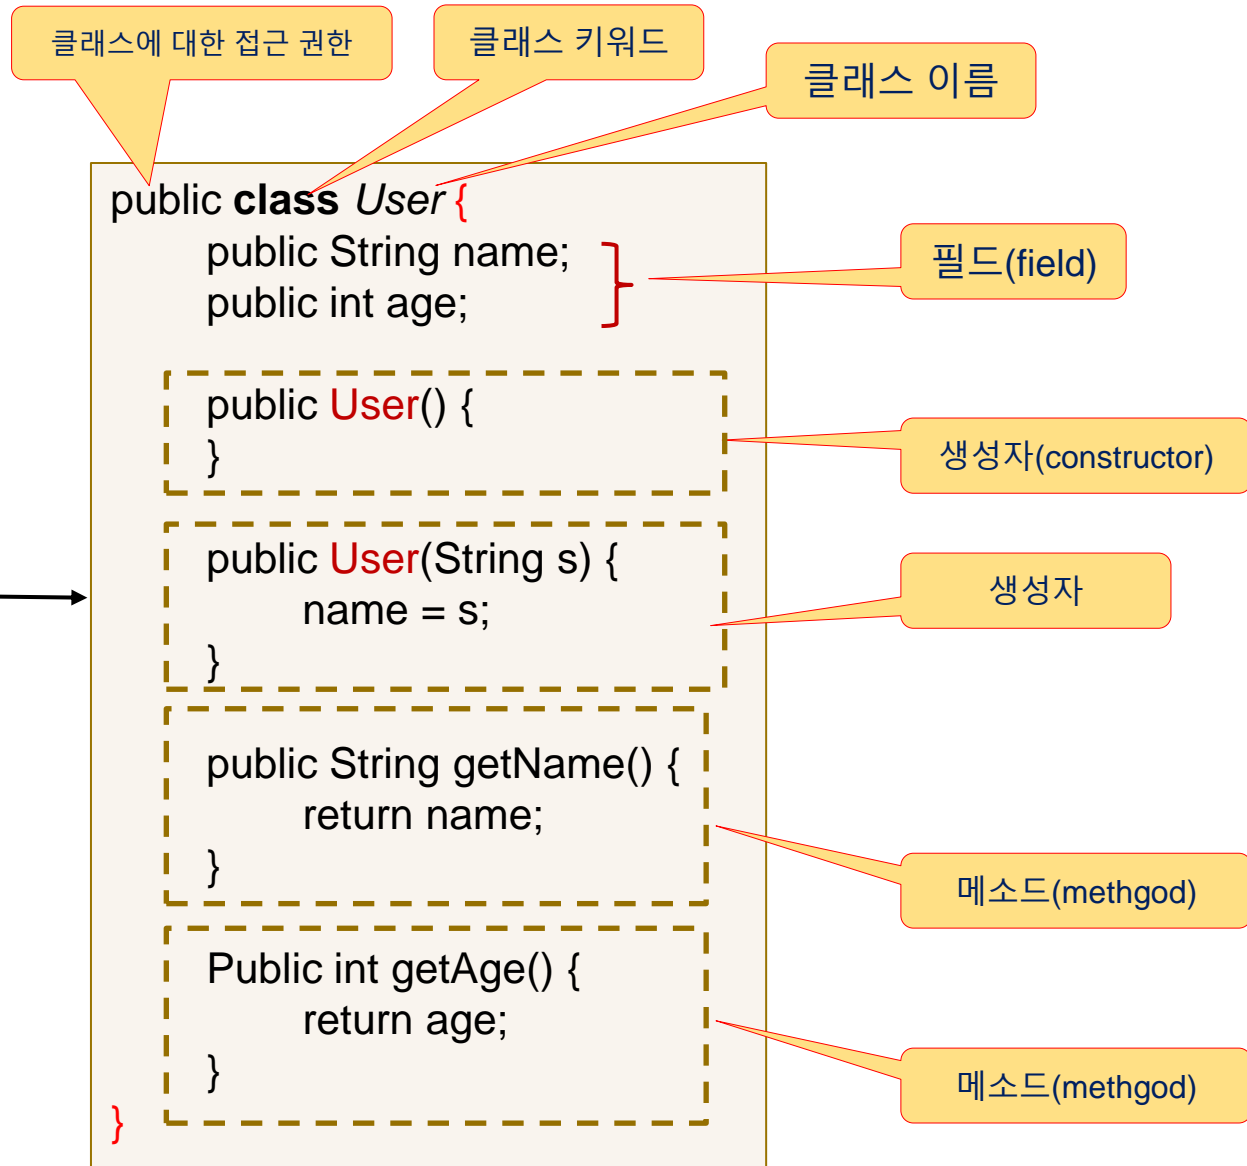 클래스에 대한 접근 권한
클래스 키워드
클래스 이름
public class User {
public String name;
public int age;
필드(field)
public User() {
}
생성자(constructor)
public User(String s) {
name = s;
}
생성자
public String getName() {
return name;
}
메소드(methgod)
Public int getAge() {
return age;
}
메소드(methgod)
}